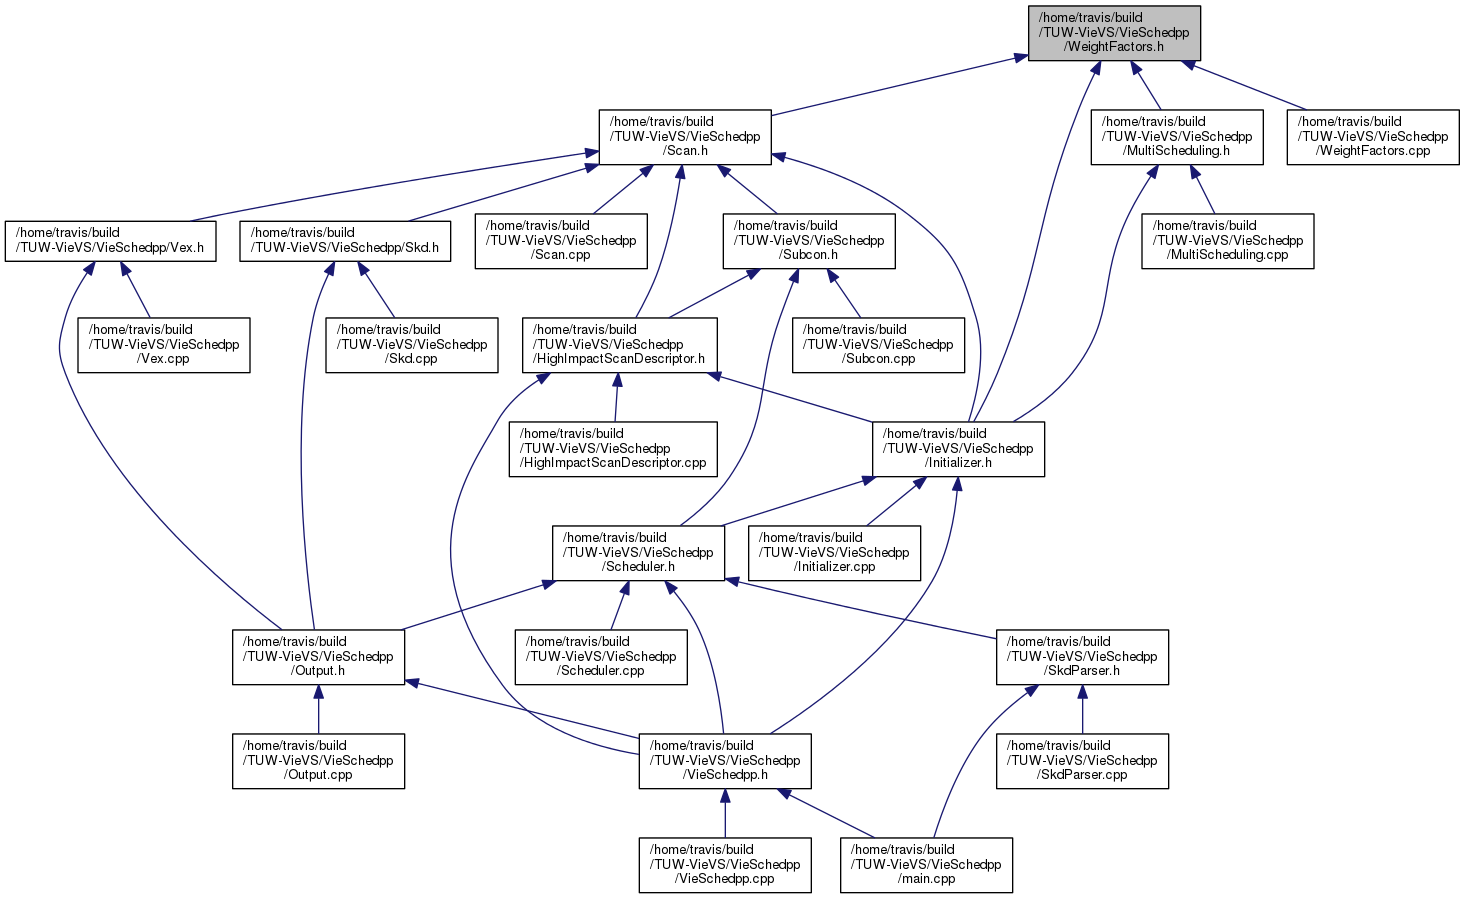 /home/travis/build
/TUW-VieVS/VieSchedpp
/WeightFactors.h
/home/travis/build
/TUW-VieVS/VieSchedpp
/Scan.h
/home/travis/build
/TUW-VieVS/VieSchedpp
/MultiScheduling.h
/home/travis/build
/TUW-VieVS/VieSchedpp
/WeightFactors.cpp
/home/travis/build
/TUW-VieVS/VieSchedpp/Vex.h
/home/travis/build
/TUW-VieVS/VieSchedpp/Skd.h
/home/travis/build
/TUW-VieVS/VieSchedpp
/Scan.cpp
/home/travis/build
/TUW-VieVS/VieSchedpp
/Subcon.h
/home/travis/build
/TUW-VieVS/VieSchedpp
/MultiScheduling.cpp
/home/travis/build
/TUW-VieVS/VieSchedpp
/Vex.cpp
/home/travis/build
/TUW-VieVS/VieSchedpp
/Skd.cpp
/home/travis/build
/TUW-VieVS/VieSchedpp
/HighImpactScanDescriptor.h
/home/travis/build
/TUW-VieVS/VieSchedpp
/Subcon.cpp
/home/travis/build
/TUW-VieVS/VieSchedpp
/HighImpactScanDescriptor.cpp
/home/travis/build
/TUW-VieVS/VieSchedpp
/Initializer.h
/home/travis/build
/TUW-VieVS/VieSchedpp
/Scheduler.h
/home/travis/build
/TUW-VieVS/VieSchedpp
/Initializer.cpp
/home/travis/build
/TUW-VieVS/VieSchedpp
/Output.h
/home/travis/build
/TUW-VieVS/VieSchedpp
/Scheduler.cpp
/home/travis/build
/TUW-VieVS/VieSchedpp
/SkdParser.h
/home/travis/build
/TUW-VieVS/VieSchedpp
/Output.cpp
/home/travis/build
/TUW-VieVS/VieSchedpp
/VieSchedpp.h
/home/travis/build
/TUW-VieVS/VieSchedpp
/SkdParser.cpp
/home/travis/build
/TUW-VieVS/VieSchedpp
/VieSchedpp.cpp
/home/travis/build
/TUW-VieVS/VieSchedpp
/main.cpp